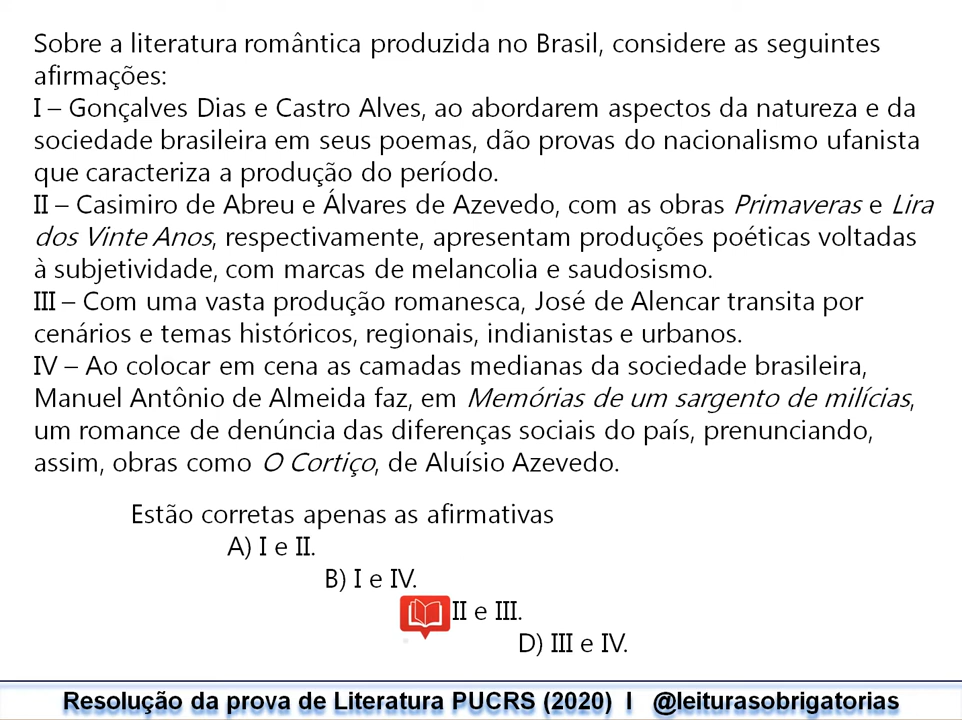 Sobre a literatura romântica produzida no Brasil, considere as seguintes
afirmações:
I – Gonçalves Dias e Castro Alves, ao abordarem aspectos da natureza e da
sociedade brasileira em seus poemas, dão provas do nacionalismo ufanista
que caracteriza a produção do período.
II – Casimiro de Abreu e Álvares de Azevedo, com as obras Primaveras e Lira
dos Vinte Anos, respectivamente, apresentam produções poéticas voltadas
à subjetividade, com marcas de melancolia e saudosismo.
III – Com uma vasta produção romanesca, José de Alencar transita por
cenários e temas históricos, regionais, indianistas e urbanos.
IV – Ao colocar em cena as camadas medianas da sociedade brasileira,
Manuel Antônio de Almeida faz, em Memórias de um sargento de milícias,
um romance de denúncia das diferenças sociais do país, prenunciando,
assim, obras como O Cortiço, de Aluísio Azevedo.
Estão corretas apenas as afirmativas
A) I e II.
B) I e IV.
II e III.
D) III e IV.
Resolução da prova de Literatura PUCRS (2020) I @leiturasobrigatorias